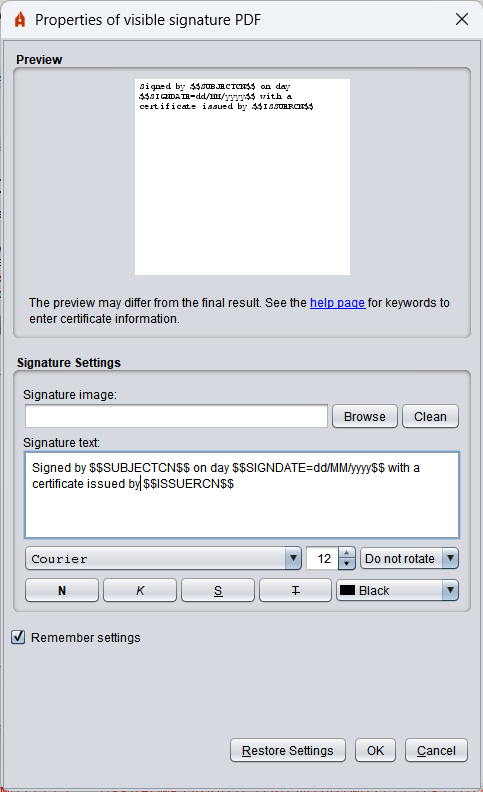 Properties of visible signature PDF
Preview
Signed by $$SUBJECTCN$$ on day
$$SIGNDATE=dd/MM/yyyy$$ with a
certificate issued by $$ISSUERCN$$
The preview may differ from the final result. See the help page for keywords to
enter certificate information.
Signature Settings
Signature image:
Browse
Clean
Signature text:
Signed by $$SUBJECTCN$$ on day $$SIGNDATE=dd/MM/yyyy$$ with a
certificate issued by $$ISSUERCN$$
Courier
12
Do not rotate
N
K
S
T
Black
Remember settings
Restore Settings
OK
Cancel